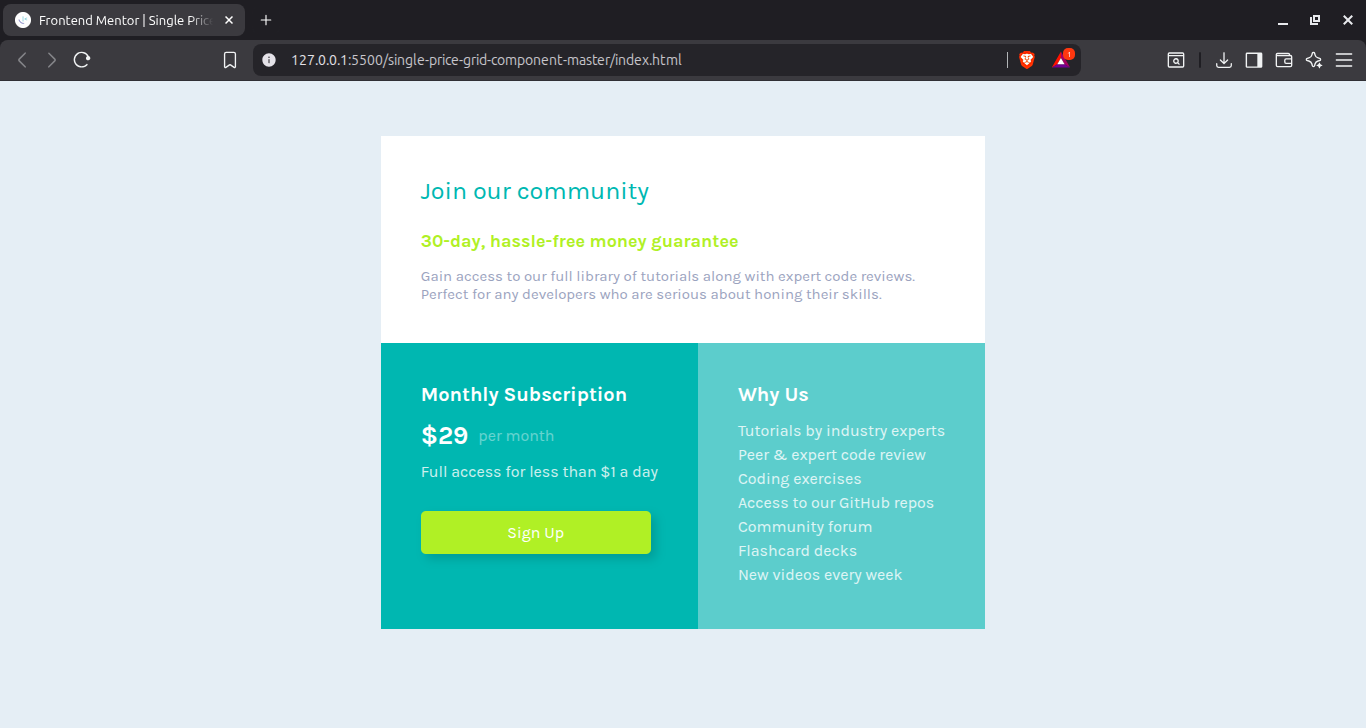 Frontend Mentor | Single Pric
127.0.0.1:5500/single-price-grid-component-master/index.html
1
Join our community
30-day, hassle-free money guarantee
Gain access to our full library of tutorials along with expert code reviews.
Perfect for any developers who are serious about honing their skills.
Monthly Subscription
$29 per month
Full access for less than $1 a day
Sign Up
Why Us
Tutorials by industry experts
Peer & expert code review
Coding exercises
Access to our GitHub repos
Community forum
Flashcard decks
New videos every week